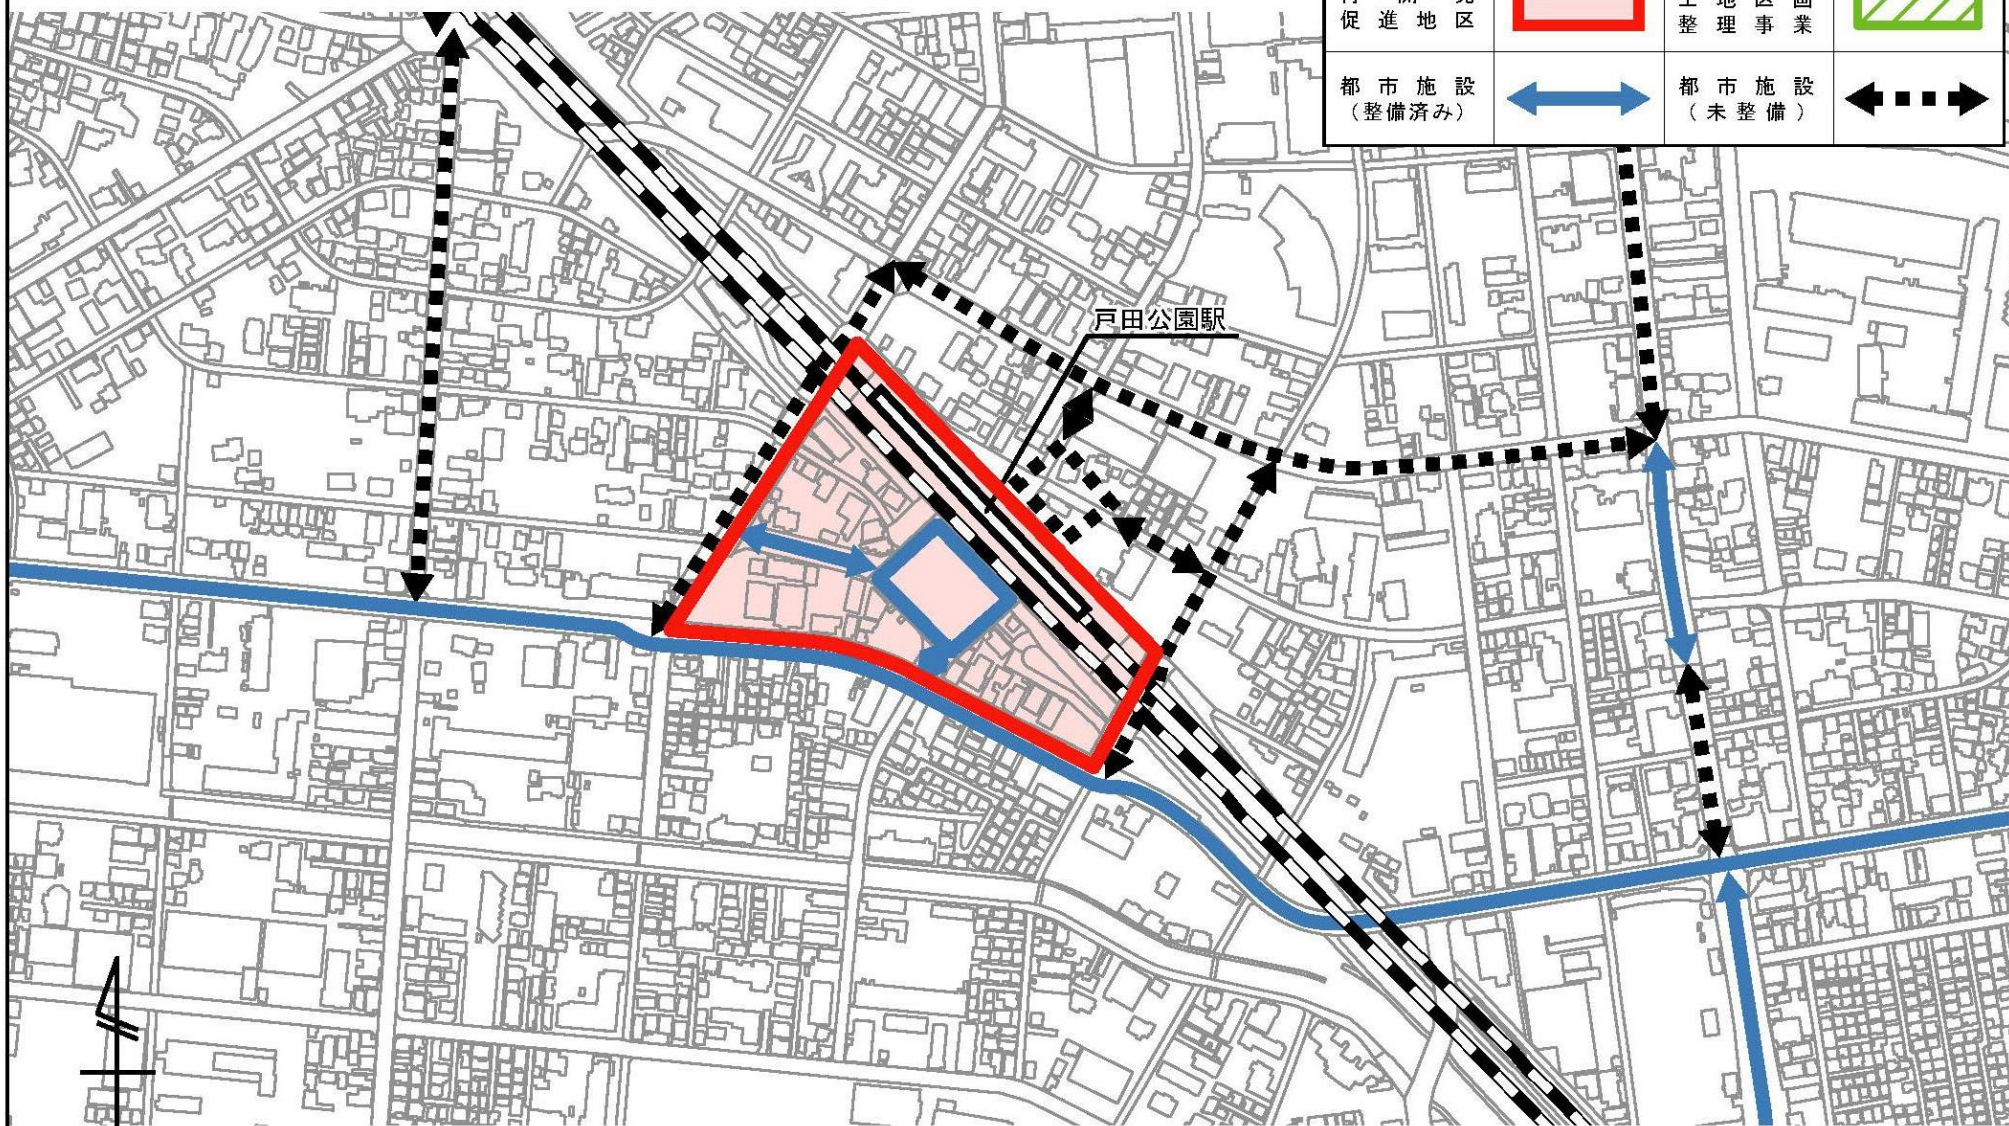 促進地区
整理事業
都市施設
（整備済み）
都市施設
（未整備）
戸田公園駅